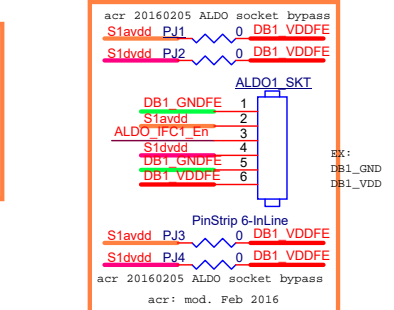 acr 20160205 ALDO socket bypass
S1avdd PJ1 0 DB1_VDDFE
S1dvdd PJ2 0 DB1_VDDFE
ALDO1_SKT
DB1_GNDFE 1
S1avdd 2
ALDO_IFC1_En 3
S1dvdd 4
DB1_GNDFE 5
DB1_VDDFE 6
EX:
DB1_GND
DB1_VDD
PinStrip 6-InLine
S1avdd PJ3 0 DB1_VDDFE
S1dvdd PJ4 0 DB1_VDDFE
acr 20160205 ALDO socket bypass
acr: mod. Feb 2016